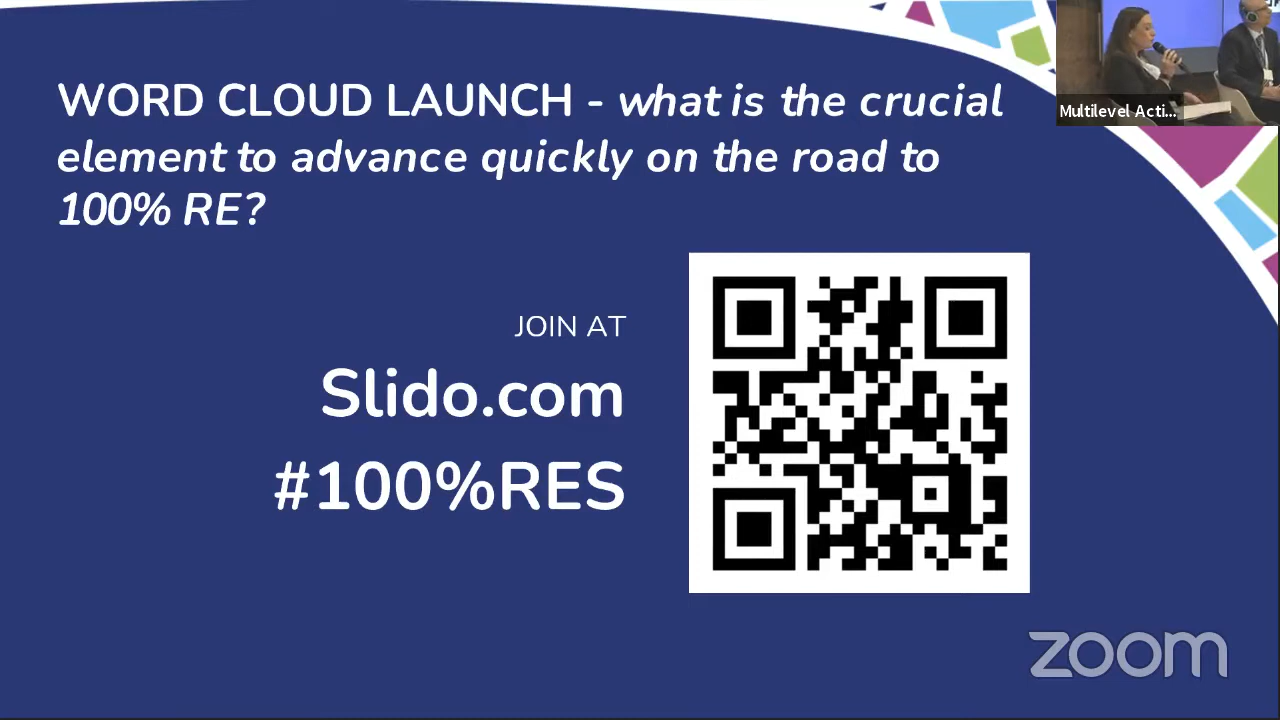 WORD CLOUD LAUNCH - what is the crucial
element to advance quickly on the road to
100% RE?
Multilevel Acti...
JOIN AT
Slido.com
#100%RES
zoom